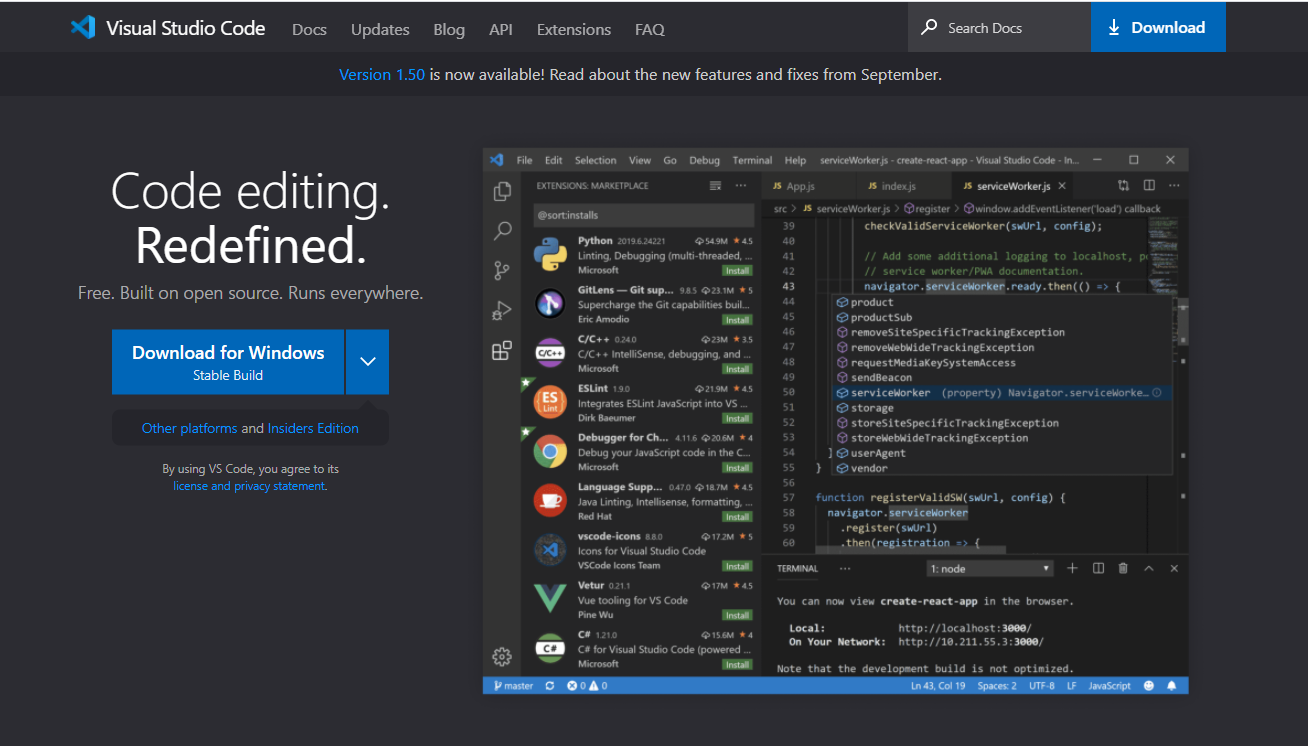 Visual Studio Code Docs Updates Blog API Extensions FAQ Search Docs Download
Version 1.50 is now available! Read about the new features and fixes from September.
Code editing.
Redefined.
Free. Built on open source. Runs everywhere.
Download for Windows
Stable Build
Other platforms and Insiders Edition
By using VS Code, you agree to its
license and privacy statement.
File Edit Selection View Go Debug Terminal Help serviceWorker.js - create-react-app - Visual Studio Code - In...
EXTENSIONS: MARKETPLACE
@sort:installs
Python 2019.6.24221 54.9M 4.5
Linting, Debugging (multi-threaded, ...
Microsoft Install
GitLens — Git sup... 9.8.5 23.1M 5
Supercharge the Git capabilities buil...
Eric Amodio Install
C/C++ 0.24.0 23M 3.5
C/C++ IntelliSense, debugging, and ...
Microsoft Install
ESLint 1.9.0 21.9M 4.5
Integrates ESLint JavaScript into VS ...
Dirk Baeumer Install
Debugger for Ch... 4.11.6 20.6M 4
Debug your JavaScript code in the C...
Microsoft Install
Language Supp... 0.47.0 18.7M 4.5
Java Linting, Intellisense, formatting, ...
Red Hat Install
vscode-icons 8.8.0 17.2M 5
Icons for Visual Studio Code
VSCode Icons Team Install
Vetur 0.21.1 17M 4.5
Vue tooling for VS Code
Pine Wu Install
C# 1.21.0 15.6M 4
C# for Visual Studio Code (powered ...
Microsoft Install
C/C++
ES
Lint
C#
JS App.js JS index.js JS serviceWorker.js
src > JS serviceWorker.js > register > window.addEventListener('load') callback
39 checkValidServiceWorker(swUrl, config);
40
41 // Add some additional logging to localhost, p
42 // service worker/PWA documentation.
43 navigator.serviceWorker.ready.then(() => {
44 product
45 productSub
46 removeSiteSpecificTrackingException
47 removeWebWideTrackingException
48 requestMediaKeySystemAccess
49 sendBeacon
50 serviceWorker (property) Navigator.serviceWorke...
51 storage
52 storeSiteSpecificTrackingException
53 storeWebWideTrackingException
54 ] userAgent
55 } vendor
56
57 function registerValidSW(swUrl, config) {
58 navigator.serviceWorker
59 .register(swUrl)
60 .then(registration => {
TERMINAL ... 1: node
You can now view create-react-app in the browser.
Local: http://localhost:3000/
On Your Network: http://10.211.55.3:3000/
Note that the development build is not optimized.
master 0 0 Ln 43, Col 19 Spaces: 2 UTF-8 LF JavaScript